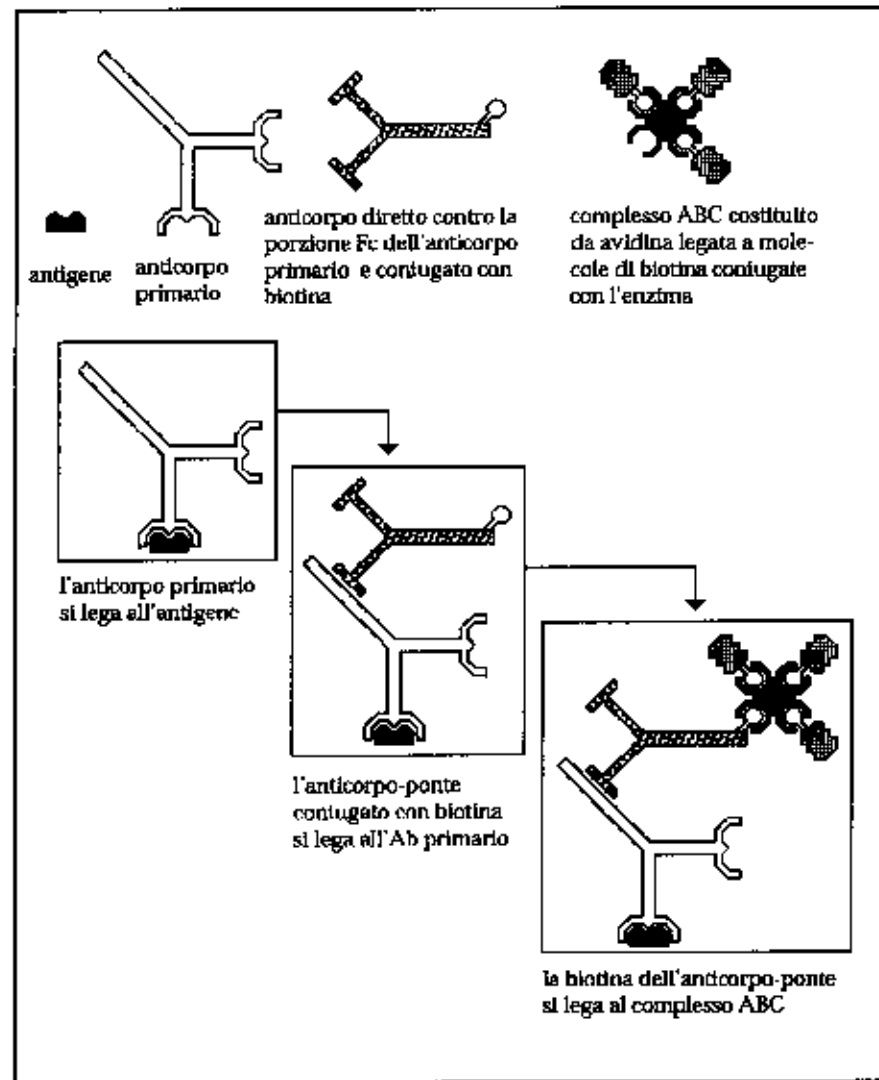 antigene
anticorpo
primario
anticorpo diretto contro la
porzione Fc dell'anticorpo
primario e coniugato con
biotina
complesso ABC costituito
da avidina legata a mole-
cole di biotina coniugate
con l'enzima
l'anticorpo primario
si lega all'antigene
l'anticorpo-ponte
coniugato con biotina
si lega all'Ab primario
la biotina dell'anticorpo-ponte
si lega al complesso ABC